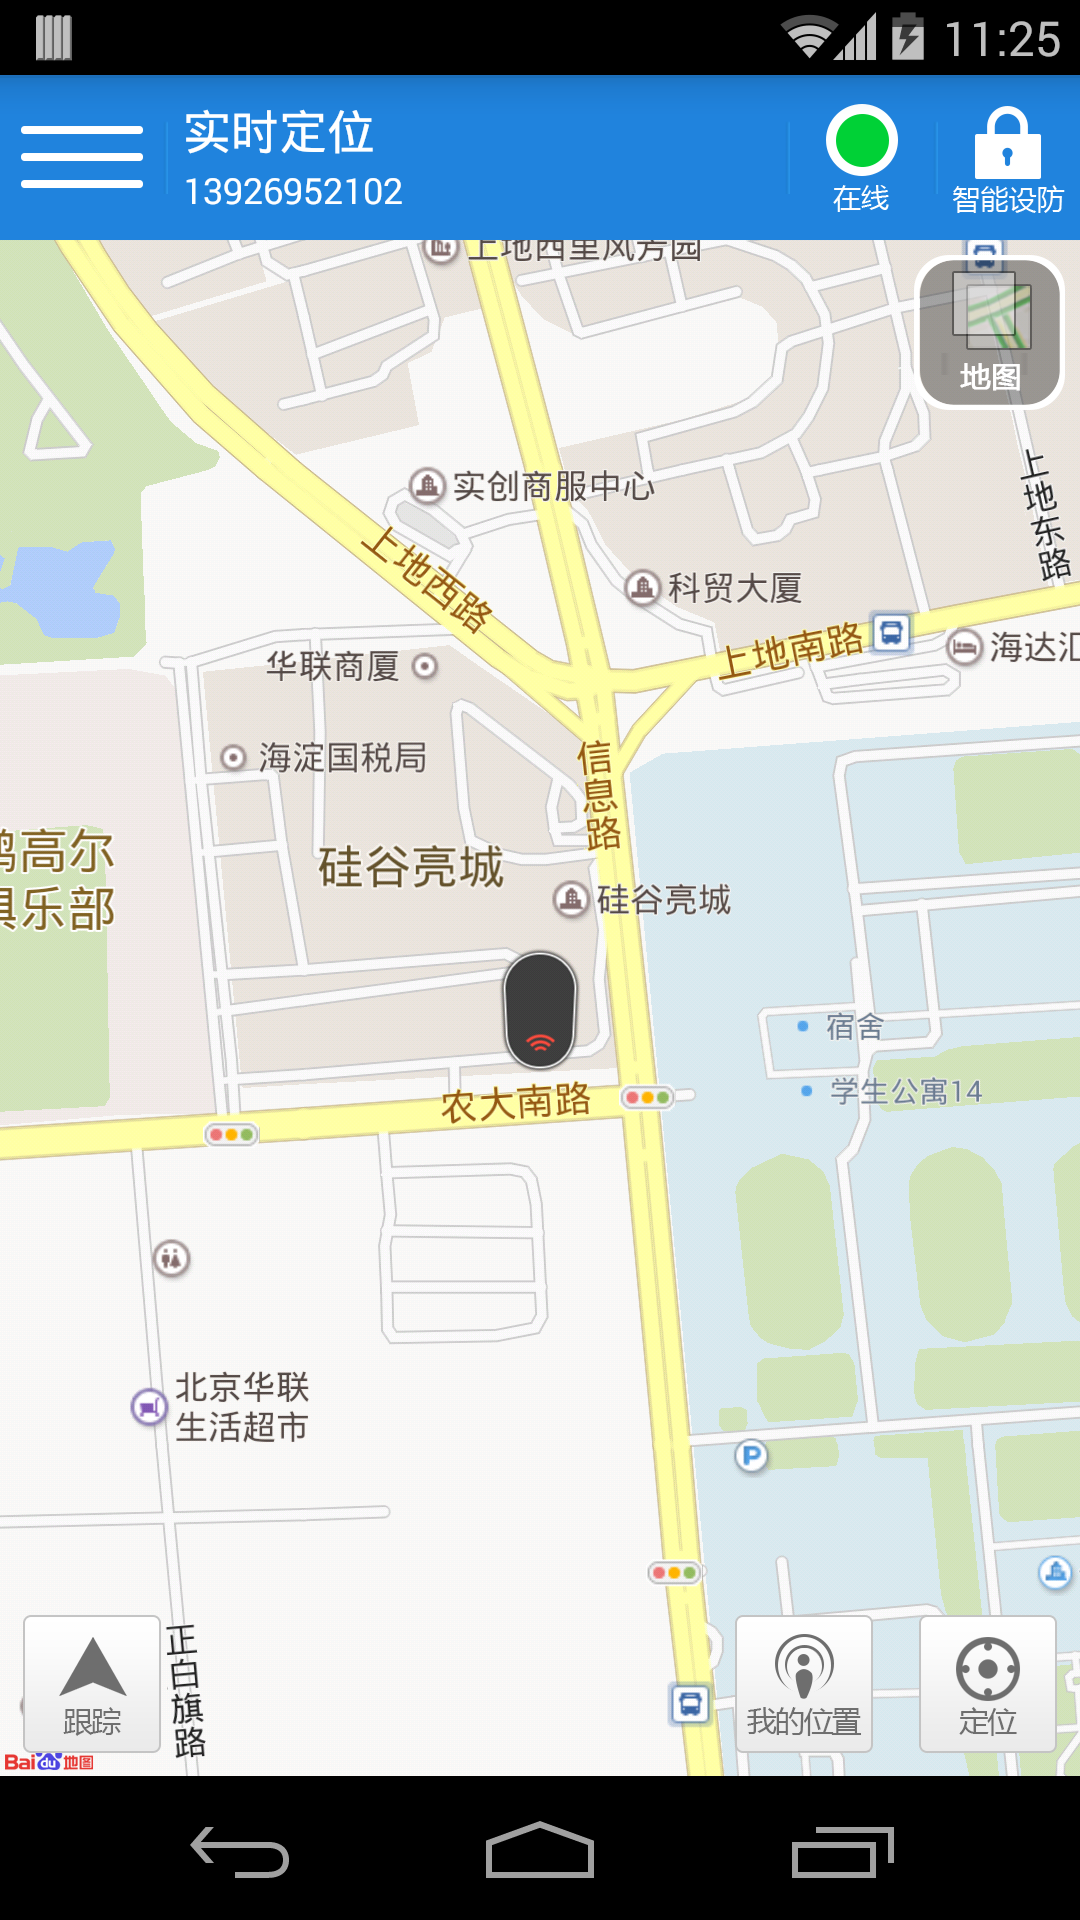 11:25
实时定位
13926952102
在线
智能设防
上地西里风芳园
地图
实创商服中心
上地东路
上地西路
科贸大厦
上地南路
海达汇
华联商厦
海淀国税局
信息路
鹄高尔
俱乐部
硅谷亮城
硅谷亮城
宿舍
学生公寓14
农大南路
北京华联
生活超市
正白旗路
跟踪
我的位置
定位
Bai du 地图